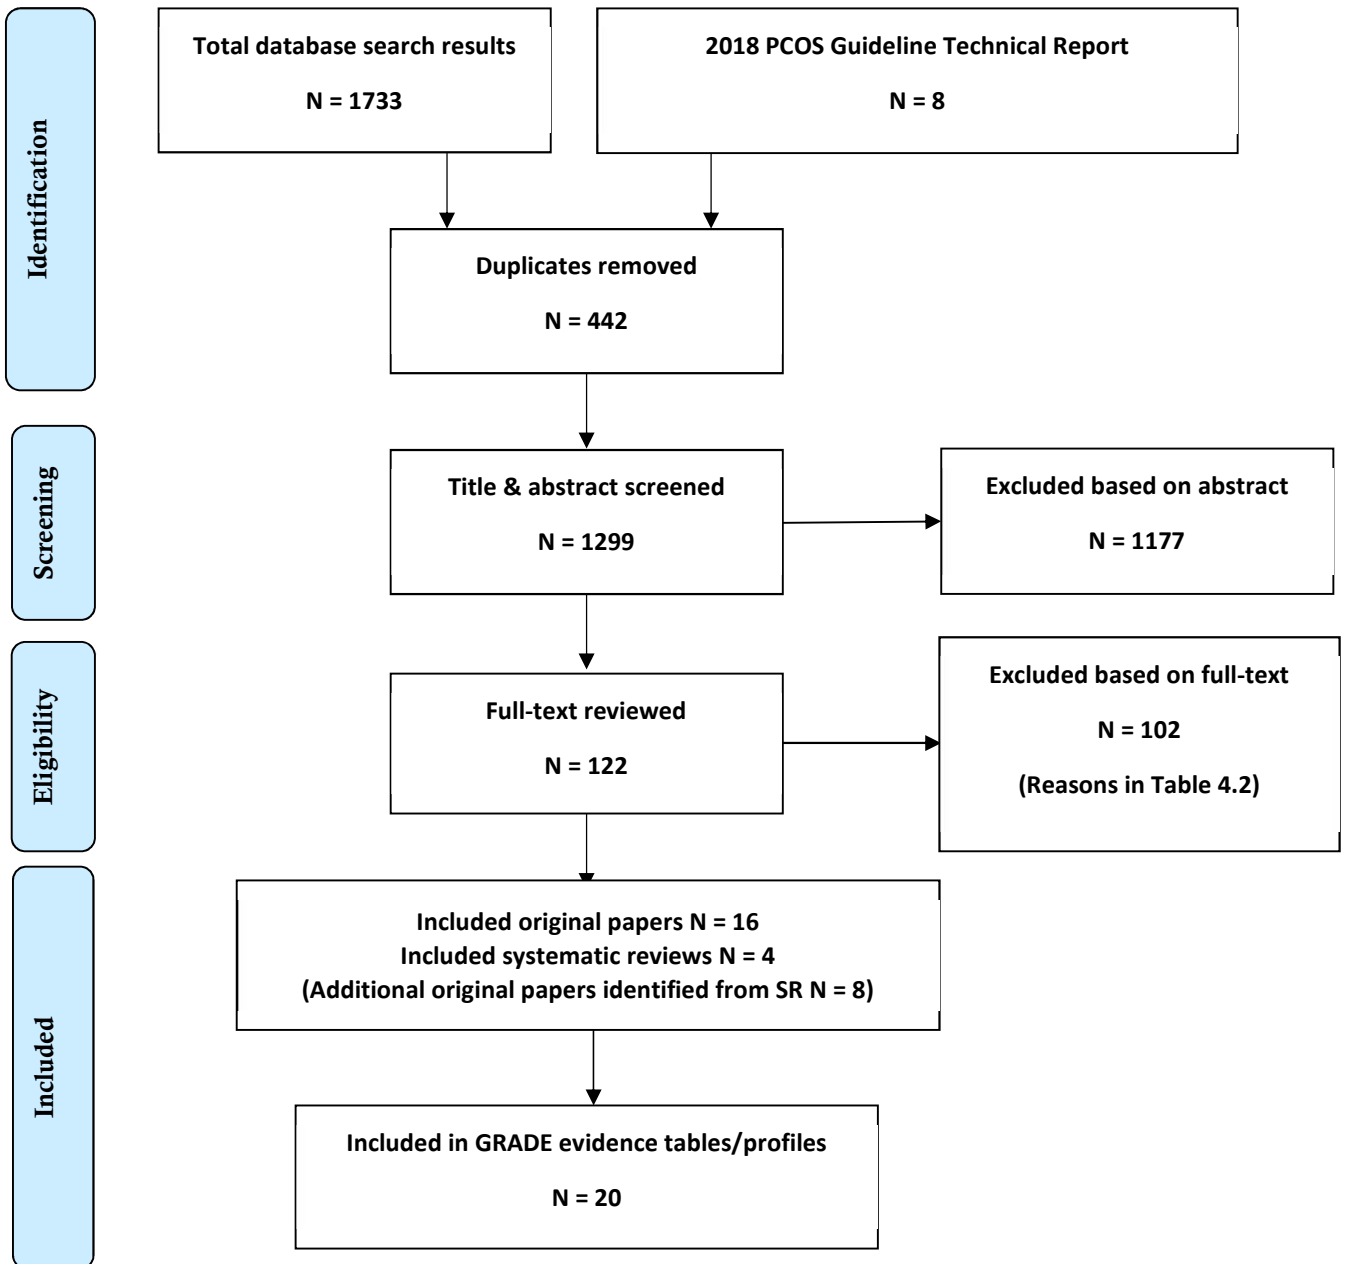 Identification
Total database search results
N = 1733
2018 PCOS Guideline Technical Report
N = 8
Duplicates removed
N = 442
Screening
Title & abstract screened
N = 1299
Excluded based on abstract
N = 1177
Eligibility
Full-text reviewed
N = 122
Excluded based on full-text
N = 102
(Reasons in Table 4.2)
Included
Included original papers N = 16
Included systematic reviews N = 4
(Additional original papers identified from SR N = 8)
Included in GRADE evidence tables/profiles
N = 20